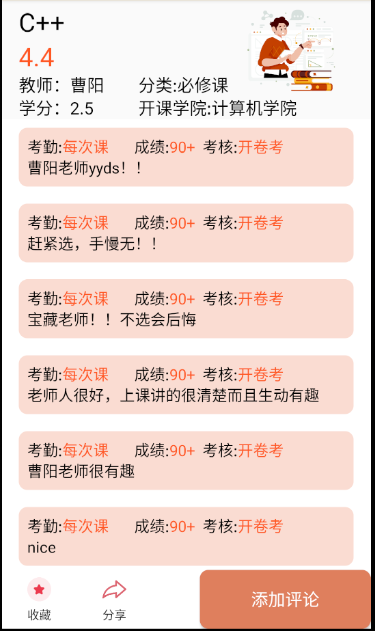 C++
4.4
教师：曹阳 分类:必修课
学分：2.5 开课学院:计算机学院
考勤:每次课 成绩:90+ 考核:开卷考
曹阳老师yyds！！
考勤:每次课 成绩:90+ 考核:开卷考
赶紧选，手慢无！！
考勤:每次课 成绩:90+ 考核:开卷考
宝藏老师！！不选会后悔
考勤:每次课 成绩:90+ 考核:开卷考
老师人很好，上课讲的很清楚而且生动有趣
考勤:每次课 成绩:90+ 考核:开卷考
曹阳老师很有趣
考勤:每次课 成绩:90+ 考核:开卷考
nice
收藏 分享 添加评论